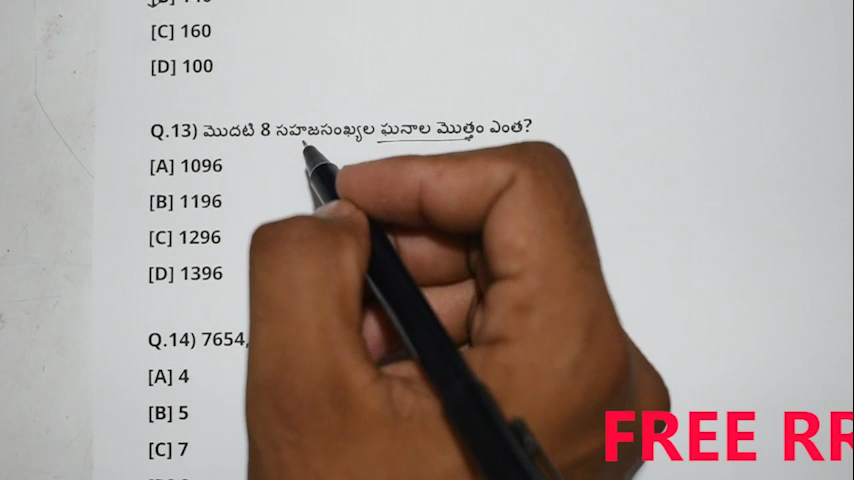 [C] 160
[D] 100
Q.13) మొదటి 8 సహజసంఖ్యల ఘనాల మొత్తం ఎంత?
[A] 1096
[B] 1196
[C] 1296
[D] 1396
Q.14) 7654,
[A] 4
[B] 5
[C] 7
FREE RR